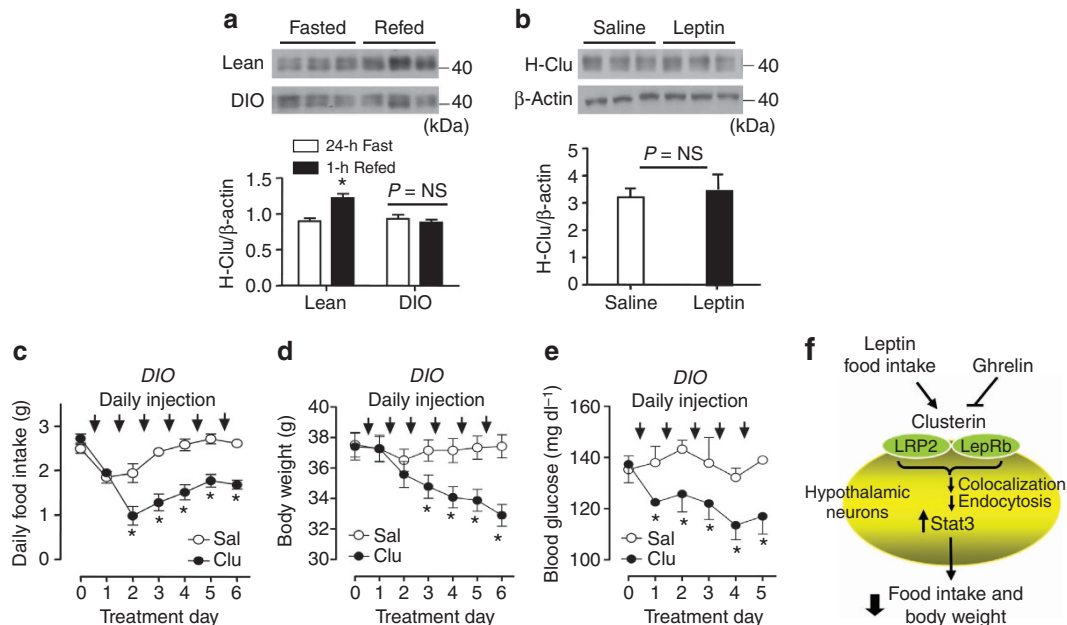 a
Fasted Refed
Lean
40
DIO
40
(kDa)
24-h Fast
1-h Refed
*
P = NS
H-Clu/β-actin
1.5
1.0
0.5
0.0
Lean DIO
b
Saline Leptin
H-Clu
40
β-Actin
40
(kDa)
P = NS
H-Clu/β-actin
5
4
3
2
1
0
Saline Leptin
c
DIO
Daily injection
Daily food intake (g)
3
2
1
0
* * * * *
Sal
Clu
0 1 2 3 4 5 6
Treatment day
d
DIO
Daily injection
Body weight (g)
40
38
36
34
32
30
* * * *
Sal
Clu
0 1 2 3 4 5 6
Treatment day
e
DIO
Daily injection
Blood glucose (mg dl⁻¹)
160
140
120
100
* * * * *
Sal
Clu
0 1 2 3 4 5
Treatment day
f
Leptin
food intake
Ghrelin
Clusterin
LRP2 LepRb
Colocalization
Endocytosis
Hypothalamic
neurons
Stat3
Food intake and
body weight